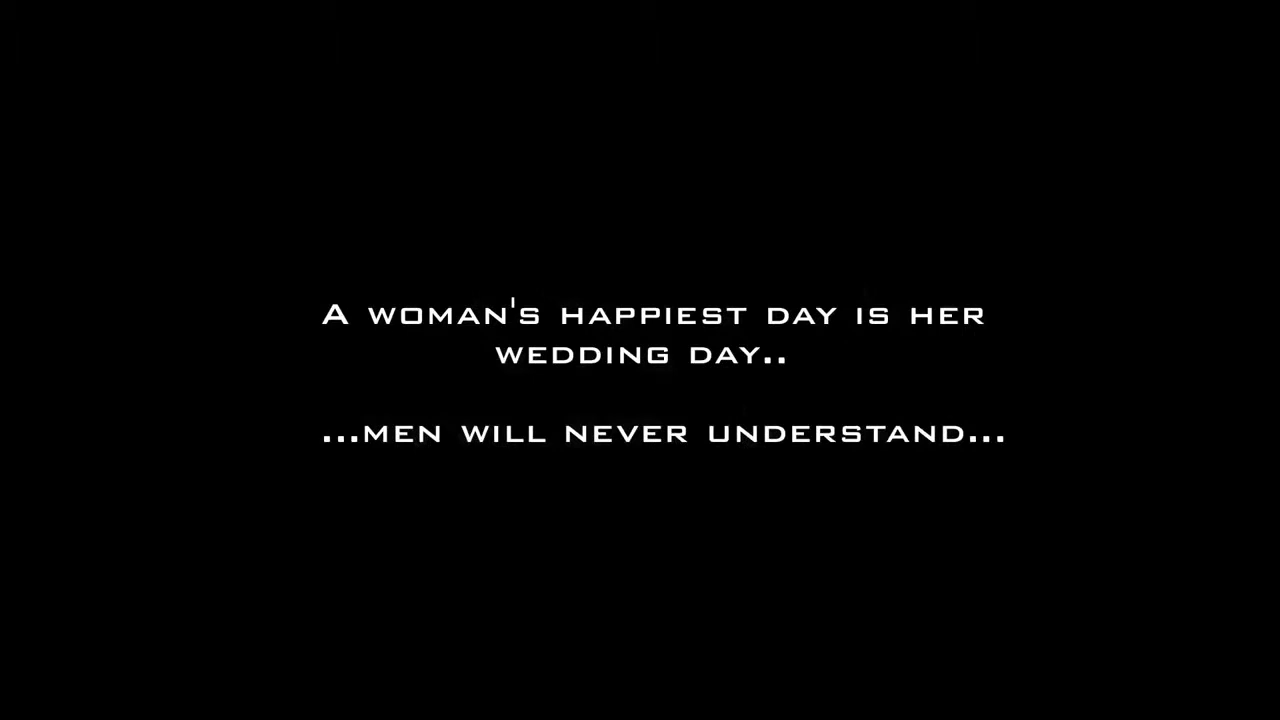 A WOMAN'S HAPPIEST DAY IS HER
WEDDING DAY..
...MEN WILL NEVER UNDERSTAND...